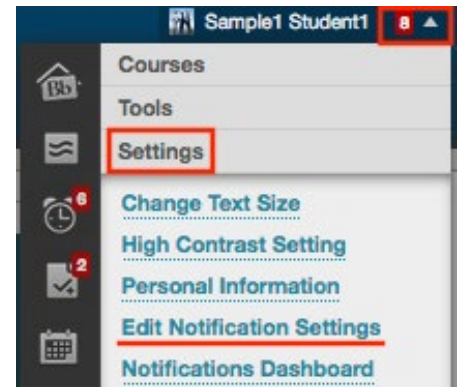 Sample1 Student1 8
Courses
Bb
Tools
Settings
6
Change Text Size
High Contrast Setting
2
Personal Information
Edit Notification Settings
Notifications Dashboard